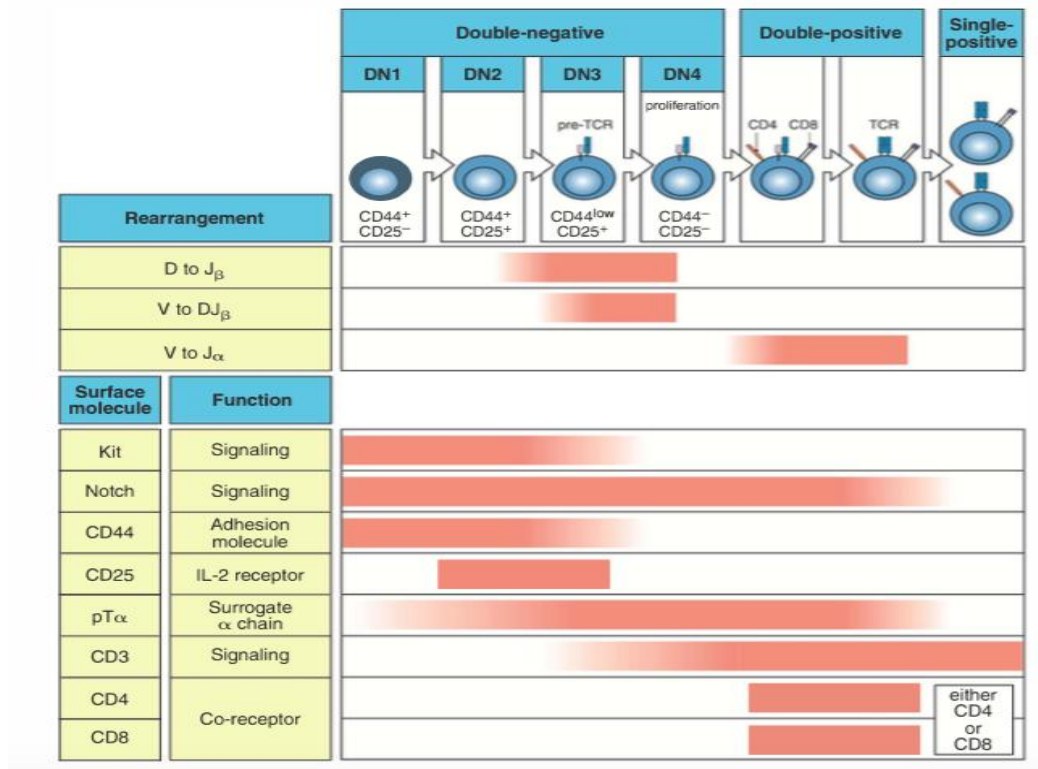 Double-negative
Double-positive
Single-
positive
DN1
DN2
DN3
DN4
proliferation
pre-TCR
CD4 CD8
TCR
CD44+
CD25−
CD44+
CD25+
CD44low
CD25+
CD44−
CD25−
Rearrangement
D to Jβ
V to DJβ
V to Jα
Surface
molecule
Function
Kit
Signaling
Notch
Signaling
CD44
Adhesion
molecule
CD25
IL-2 receptor
pTα
Surrogate
α chain
CD3
Signaling
CD4
CD8
Co-receptor
either
CD4
or
CD8